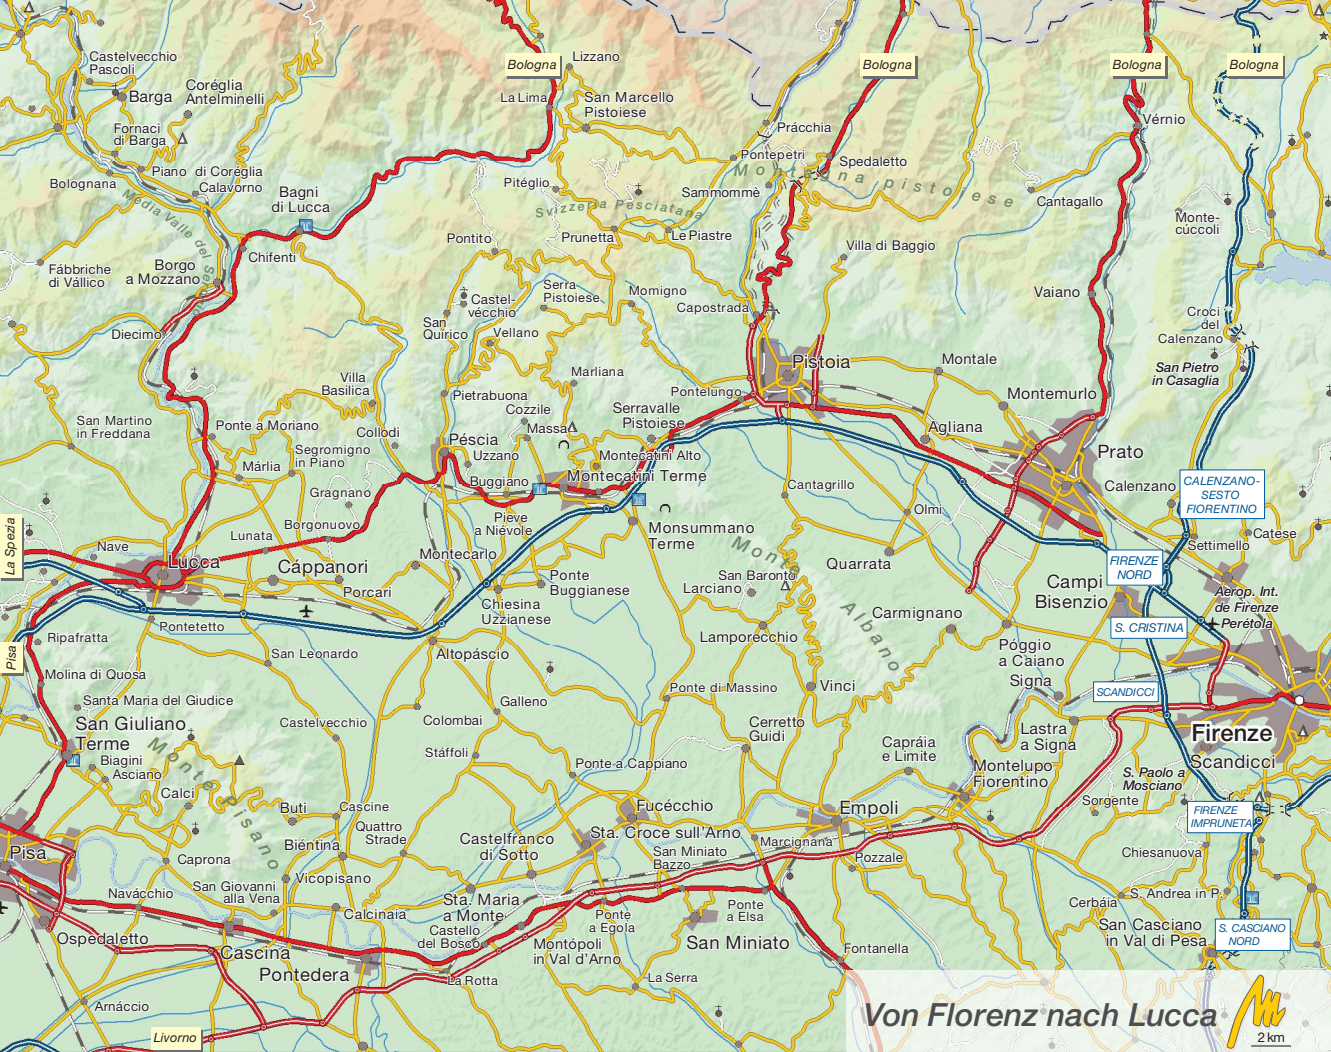 Castelvecchio
Pascoli
Barga
Coréglia
Antelminelli
Bologna
Lizzano
La Lima
San Marcello
Pistoiese
Bologna
Bologna
Bologna
Vérnio
Fornaci
di Barga
Piano di Coréglia
Bolognana
Calavorno
Media Valle del Se
Bagni
di Lucca
Prácchia
Pontepetri
Spedaletto
Montagna pistoiese
Pitéglio
Sammommè
Svizzera Pesciatana
Prunetta
Le Piastre
Pontito
Cantagallo
Monte-
cúccoli
Villa di Baggio
Chifenti
Fábbriche
di Vállico
Borgo
a Mozzano
Diecimo
Castel-
vécchio
Serra
Pistoiese
Momigno
Capostrada
Vaiano
Croci
del
Calenzano
San Pietro
in Casaglia
San
Quirico
Vellano
Pistoia
Montale
Marliana
Pontelungo
Montemurlo
Villa
Basilica
Pietrabuona
Cozzile
Serravalle
Pistoiese
Massa
Agliana
San Martino
in Freddana
Ponte a Moriano
Collodi
Péscia
Uzzano
Segromigno
in Piano
Márlia
Montecatini Alto
Montecatini Terme
Buggiano
Prato
Calenzano
CALENZANO-
SESTO
FIORENTINO
Cantagrillo
Gragnano
Borgonuovo
Pieve
a Niévole
Monsummano
Terme
Olmi
Settimello
Catese
La Spezia
Nave
Lunata
Lucca
Cáppanori
Montecarlo
Monte Albano
Quarrata
FIRENZE
NORD
Porcari
Ponte
Buggianese
San Baronto
Larciano
Campi
Bisenzio
Aerop. Int.
de Firenze
Perétola
Chiesina
Uzzianese
Carmignano
S. CRISTINA
Pontetetto
Ripafratta
Pisa
San Leonardo
Altopáscio
Lamporecchio
Póggio
a Caiano
Molina di Quosa
Signa
SCANDICCI
Santa Maria del Giudice
Galleno
Ponte di Massino
Vinci
San Giuliano
Terme
Castelvecchio
Colombai
Cerretto
Guidi
Lastra
a Signa
Firenze
Scandicci
Biagini
Asciano
Monte Pisano
Stáffoli
Capráia
e Limite
Ponte a Cappiano
Montelupo
Fiorentino
S. Paolo a
Mosciano
Calci
Buti
Cascine
Fucécchio
Empoli
Sorgente
FIRENZE
IMPRUNETA
Quattro
Strade
Biéntina
Castelfranco
di Sotto
Sta. Croce sull'Arno
Marcignana
Pisa
Caprona
San Miniato
Bazzo
Pozzale
Chiesanuova
Vicopisano
San Giovanni
alla Vena
Navácchio
Calcinaia
Sta. Maria
a Monte
Ponte
a Egola
Ponte
a Elsa
Cerbáia
S. Andrea in P.
Castello
del Bosco
Ospedaletto
Cascina
Montópoli
in Val d'Arno
San Miniato
Fontanella
San Casciano
in Val di Pesa
S. CASCIANO
NORD
Pontedera
La Rotta
La Serra
Arnáccio
Livorno
Von Florenz nach Lucca
2 km